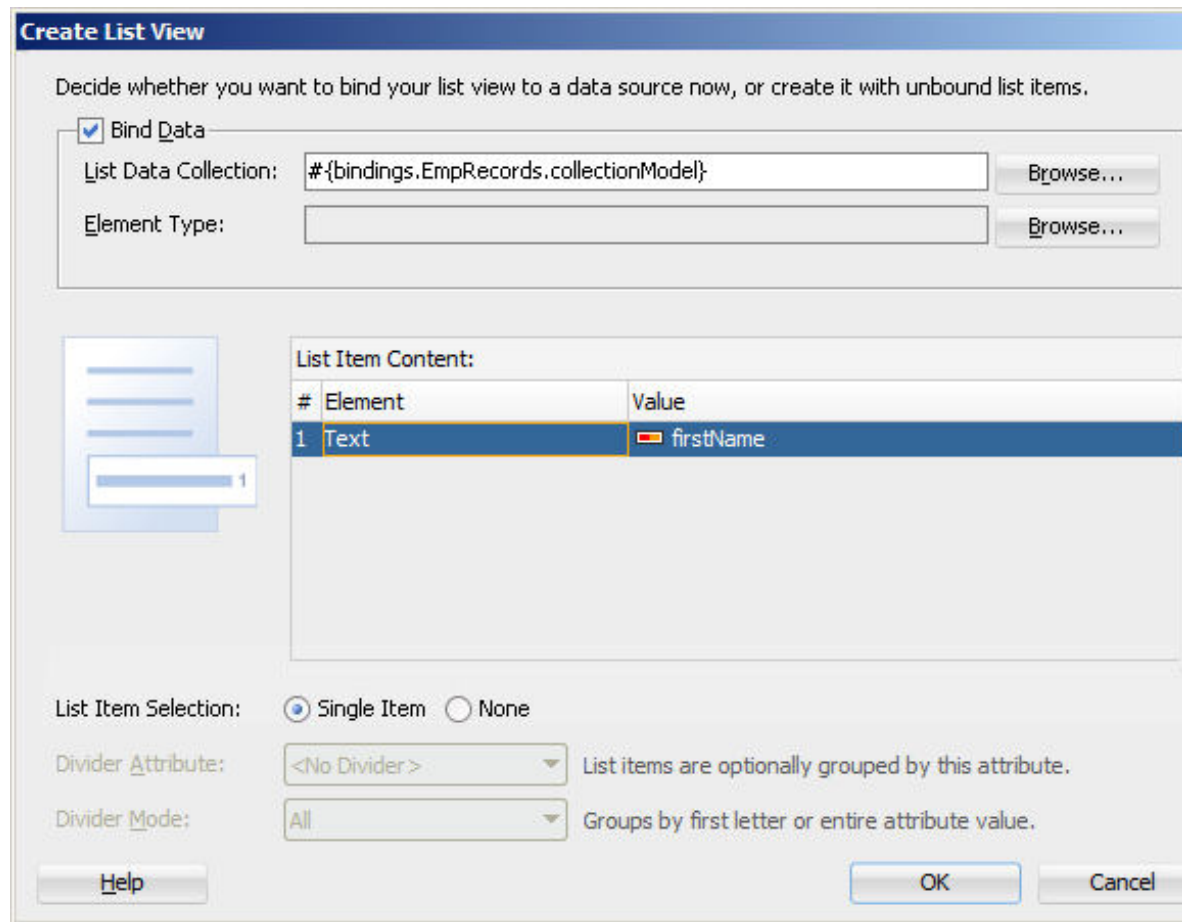 Create List View
Decide whether you want to bind your list view to a data source now, or create it with unbound list items.
Bind Data
List Data Collection: #{bindings.EmpRecords.collectionModel} Browse...
Element Type: Browse...
List Item Content:
# Element Value
1 Text firstName
1
List Item Selection: Single Item None
Divider Attribute: <No Divider> List items are optionally grouped by this attribute.
Divider Mode: All Groups by first letter or entire attribute value.
Help OK Cancel